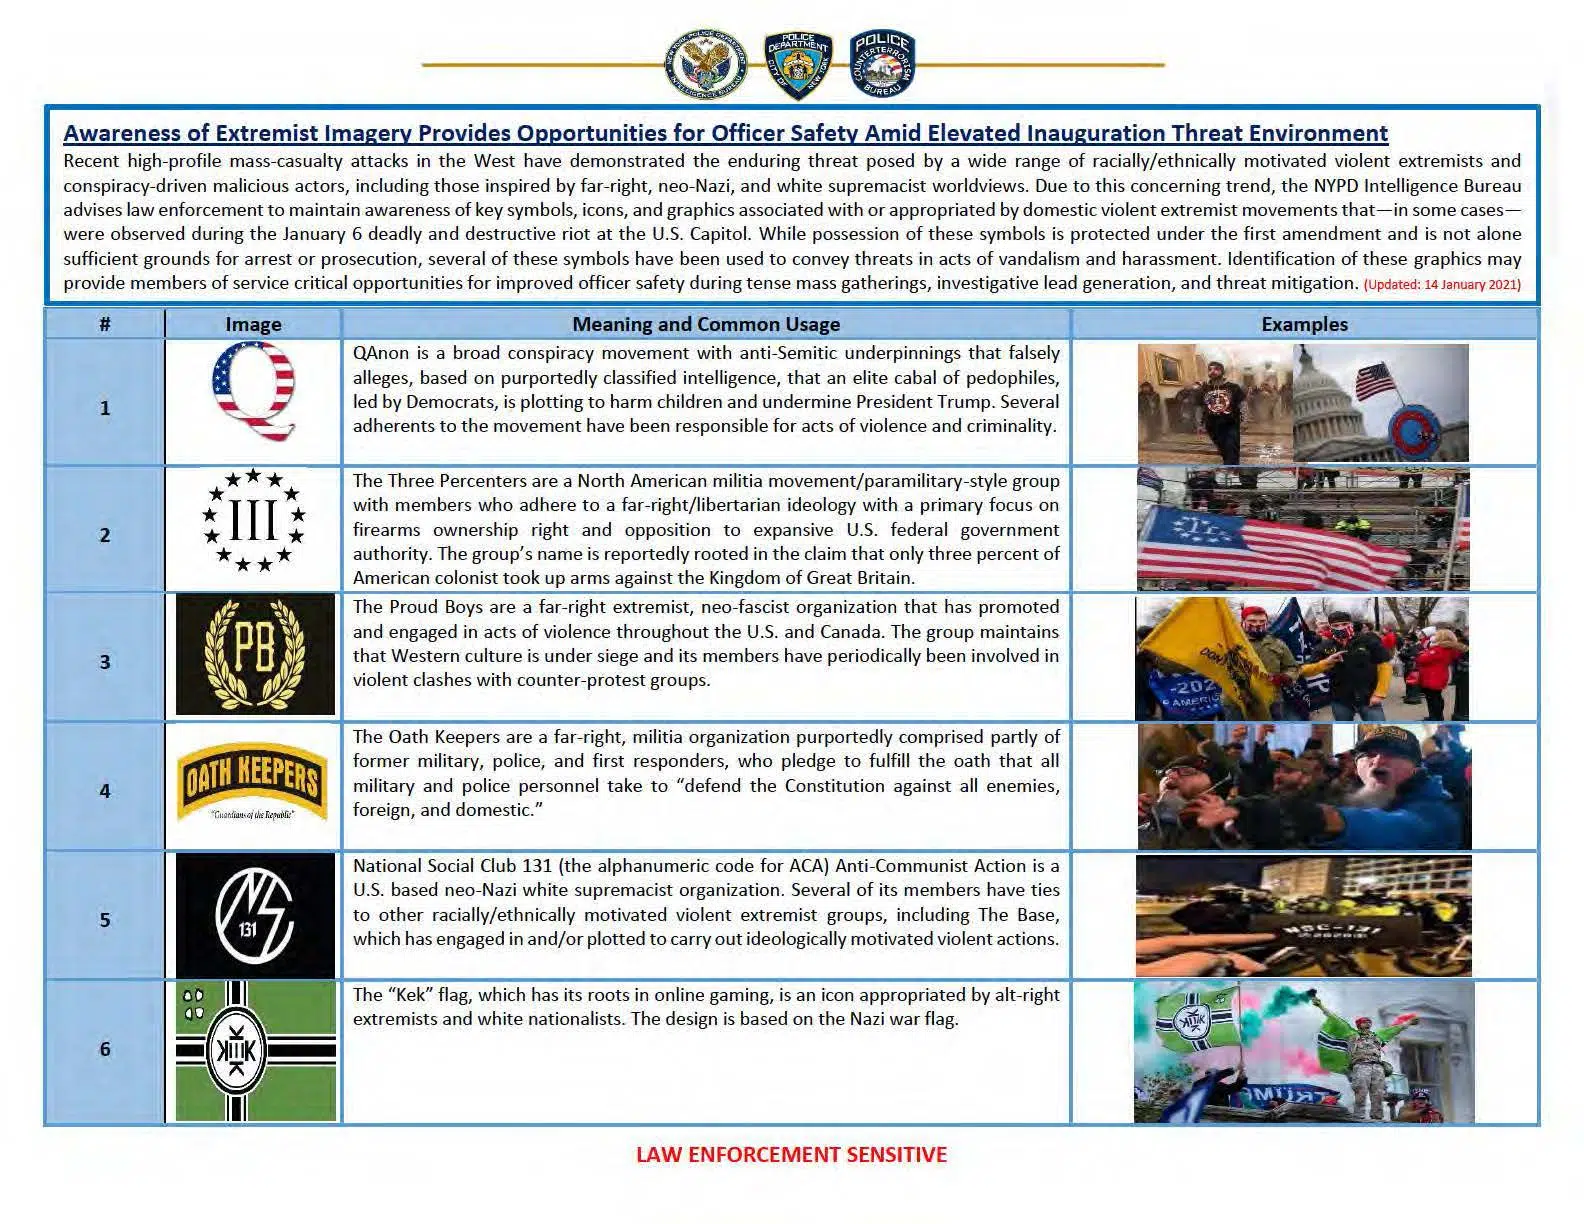 NEW YORK POLICE DEPARTMENT
INTELLIGENCE BUREAU
POLICE
DEPARTMENT
CITY OF NEW YORK
POLICE
COUNTERTERRORISM
BUREAU
Awareness of Extremist Imagery Provides Opportunities for Officer Safety Amid Elevated Inauguration Threat Environment
Recent high-profile mass-casualty attacks in the West have demonstrated the enduring threat posed by a wide range of racially/ethnically motivated violent extremists and
conspiracy-driven malicious actors, including those inspired by far-right, neo-Nazi, and white supremacist worldviews. Due to this concerning trend, the NYPD Intelligence Bureau
advises law enforcement to maintain awareness of key symbols, icons, and graphics associated with or appropriated by domestic violent extremist movements that—in some cases—
were observed during the January 6 deadly and destructive riot at the U.S. Capitol. While possession of these symbols is protected under the first amendment and is not alone
sufficient grounds for arrest or prosecution, several of these symbols have been used to convey threats in acts of vandalism and harassment. Identification of these graphics may
provide members of service critical opportunities for improved officer safety during tense mass gatherings, investigative lead generation, and threat mitigation. (Updated: 14 January 2021)
# Image Meaning and Common Usage Examples
1
Q
QAnon is a broad conspiracy movement with anti-Semitic underpinnings that falsely
alleges, based on purportedly classified intelligence, that an elite cabal of pedophiles,
led by Democrats, is plotting to harm children and undermine President Trump. Several
adherents to the movement have been responsible for acts of violence and criminality.
2
III
The Three Percenters are a North American militia movement/paramilitary-style group
with members who adhere to a far-right/libertarian ideology with a primary focus on
firearms ownership right and opposition to expansive U.S. federal government
authority. The group's name is reportedly rooted in the claim that only three percent of
American colonist took up arms against the Kingdom of Great Britain.
III
3
PB
The Proud Boys are a far-right extremist, neo-fascist organization that has promoted
and engaged in acts of violence throughout the U.S. and Canada. The group maintains
that Western culture is under siege and its members have periodically been involved in
violent clashes with counter-protest groups.
4
OATH KEEPERS
"Guardians of the Republic"
The Oath Keepers are a far-right, militia organization purportedly comprised partly of
former military, police, and first responders, who pledge to fulfill the oath that all
military and police personnel take to “defend the Constitution against all enemies,
foreign, and domestic.”
5
NS
131
National Social Club 131 (the alphanumeric code for ACA) Anti-Communist Action is a
U.S. based neo-Nazi white supremacist organization. Several of its members have ties
to other racially/ethnically motivated violent extremist groups, including The Base,
which has engaged in and/or plotted to carry out ideologically motivated violent actions.
NSC-131
6
The “Kek” flag, which has its roots in online gaming, is an icon appropriated by alt-right
extremists and white nationalists. The design is based on the Nazi war flag.
TRUMP
LAW ENFORCEMENT SENSITIVE